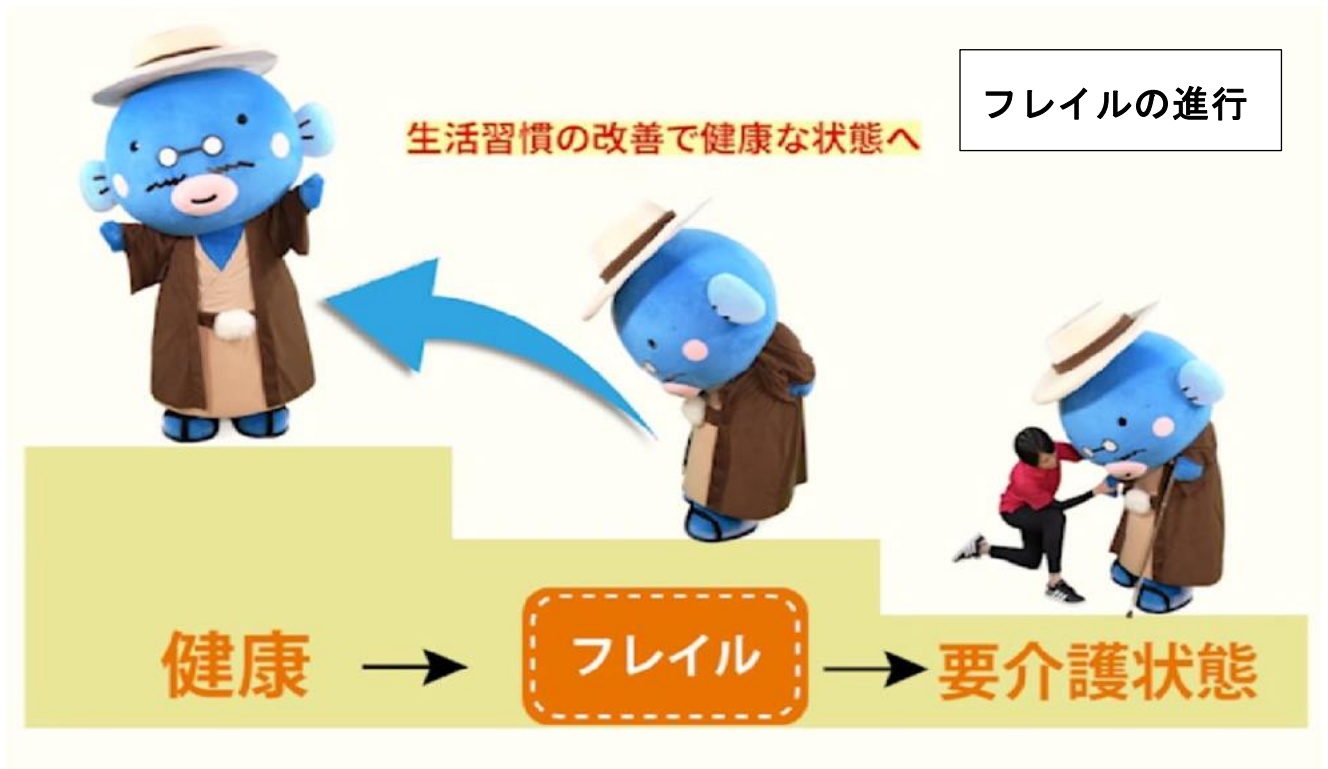 フレイルの進行
生活習慣の改善で健康な状態へ
健康
フレイル
要介護状態